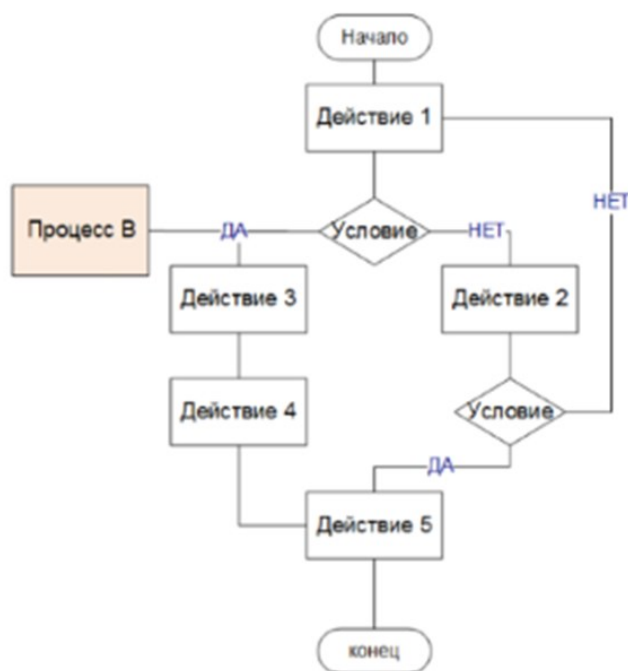 Начало
Действие 1
НЕТ
Процесс В
ДА
Условие
НЕТ
Действие 3
Действие 2
Действие 4
Условие
ДА
Действие 5
конец